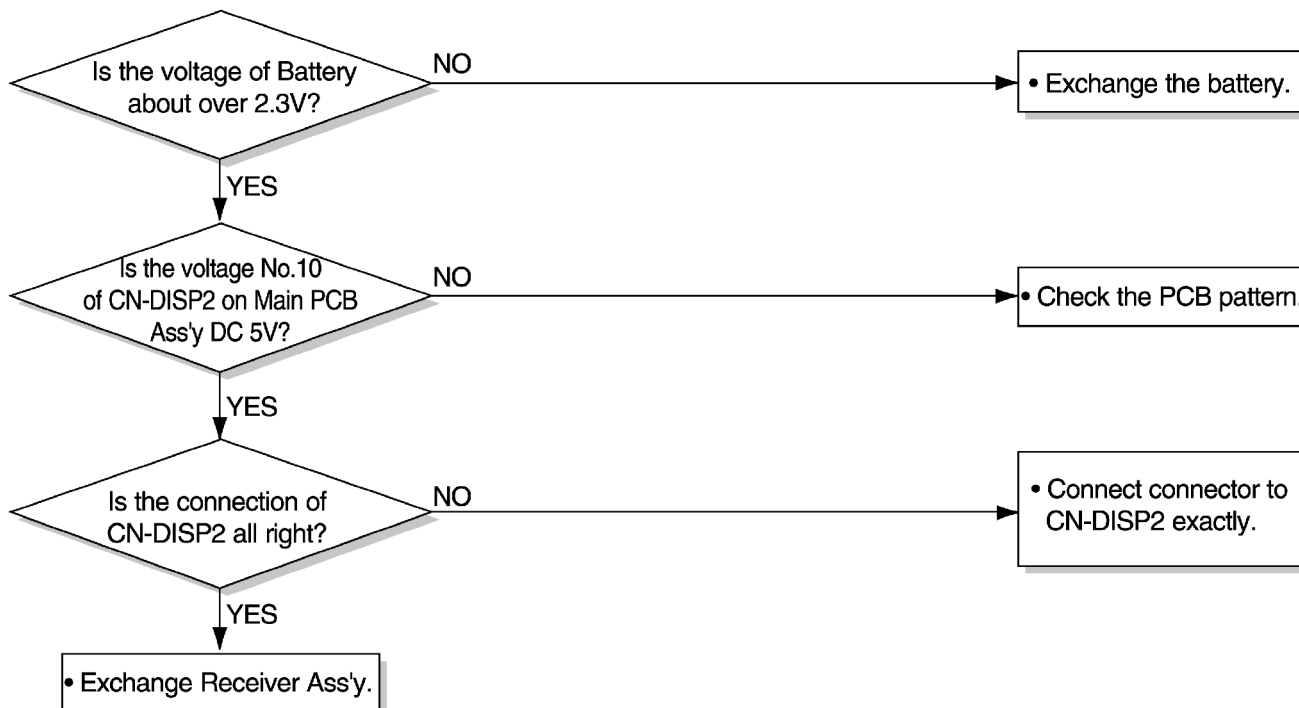 Is the voltage of Battery
about over 2.3V?
NO
• Exchange the battery.
YES
Is the voltage No.10
of CN-DISP2 on Main PCB
Ass'y DC 5V?
NO
• Check the PCB pattern.
YES
Is the connection of
CN-DISP2 all right?
NO
• Connect connector to
CN-DISP2 exactly.
YES
• Exchange Receiver Ass'y.